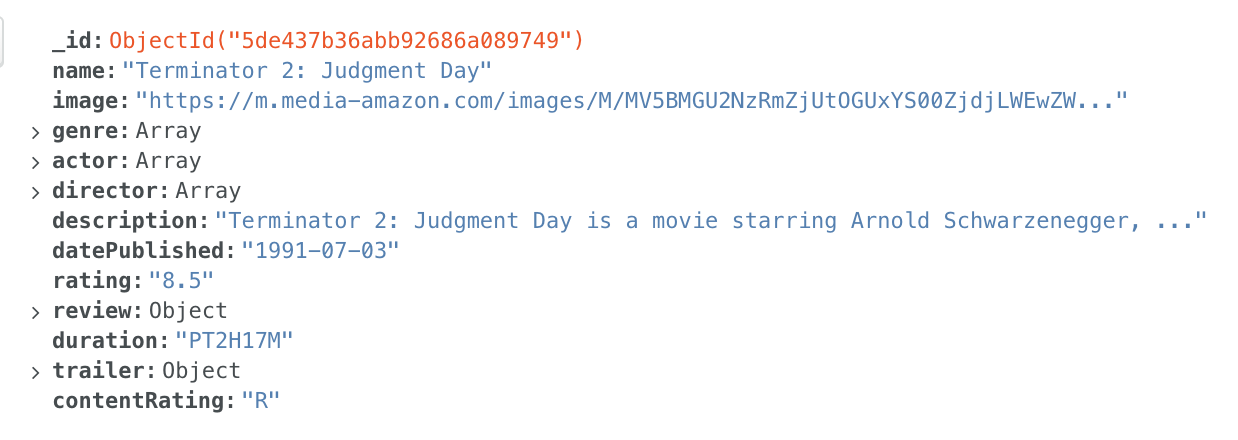 _id: ObjectId("5de437b36abb92686a089749")
name: "Terminator 2: Judgment Day"
image: "https://m.media-amazon.com/images/M/MV5BMGU2NzRmZjUtOGUxYS00ZjdjLWEwZW..."
> genre: Array
> actor: Array
> director: Array
description: "Terminator 2: Judgment Day is a movie starring Arnold Schwarzenegger, ..."
datePublished: "1991-07-03"
rating: "8.5"
> review: Object
duration: "PT2H17M"
> trailer: Object
contentRating: "R"